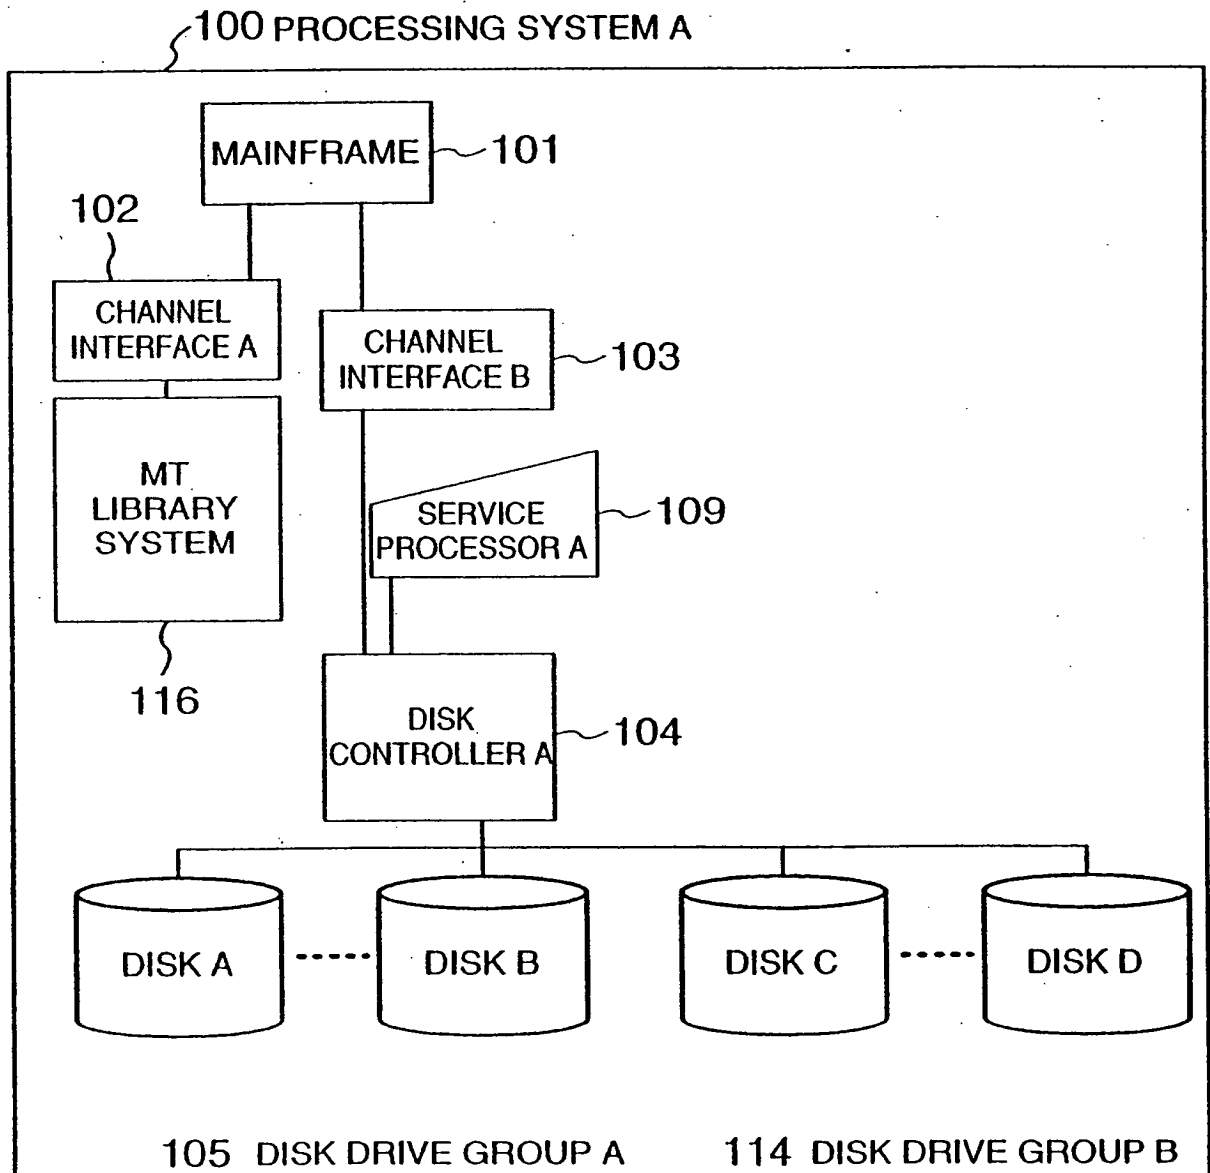 100 PROCESSING SYSTEM A
MAINFRAME
101
102
CHANNEL
INTERFACE A
CHANNEL
INTERFACE B
103
MT
LIBRARY
SYSTEM
SERVICE
PROCESSOR A
109
116
DISK
CONTROLLER A
104
DISK A
DISK B
DISK C
DISK D
105 DISK DRIVE GROUP A
114 DISK DRIVE GROUP B